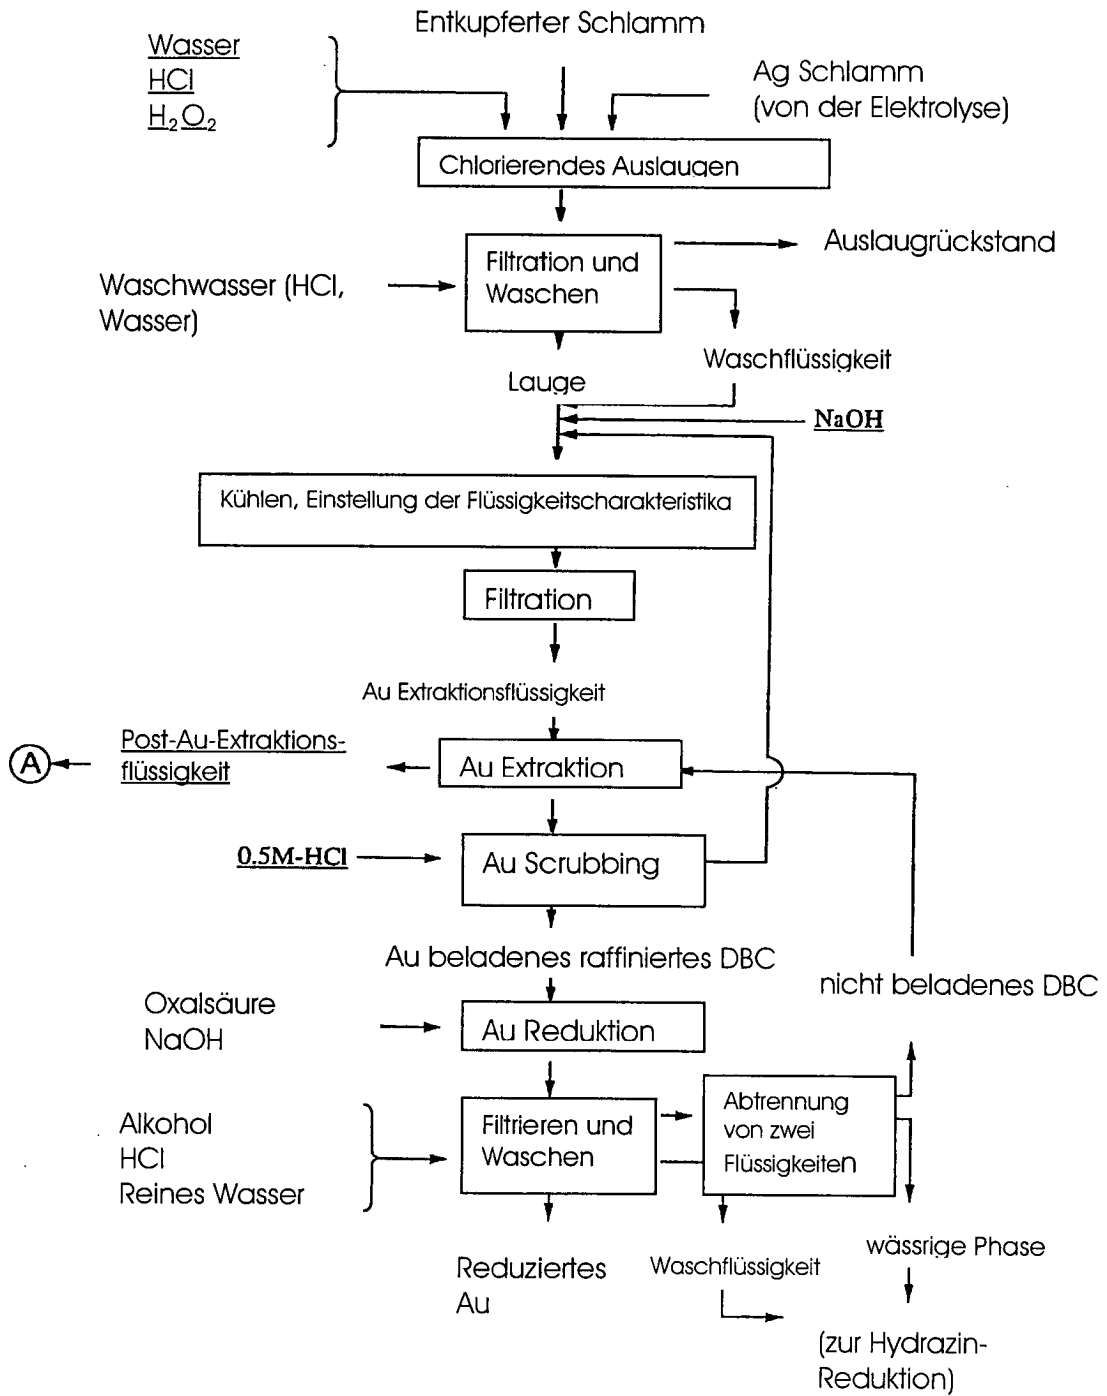 Entkupferter Schlamm
Wasser
HCl
H₂O₂
Ag Schlamm
(von der Elektrolyse)
Chlorierendes Auslaugen
Filtration und
Waschen
Auslaugrückstand
Waschwasser (HCl,
Wasser)
Waschflüssigkeit
Lauge
NaOH
Kühlen, Einstellung der Flüssigkeitscharakteristika
Filtration
Au Extraktionsflüssigkeit
Post-Au-Extraktions-
flüssigkeit
A
Au Extraktion
0.5M-HCl
Au Scrubbing
Au beladenes raffiniertes DBC
nicht beladenes DBC
Oxalsäure
NaOH
Au Reduktion
Alkohol
HCl
Reines Wasser
Filtrieren und
Waschen
Abtrennung
von zwei
Flüssigkeiten
Reduziertes
Au
Waschflüssigkeit
wässrige Phase
(zur Hydrazin-
Reduktion)